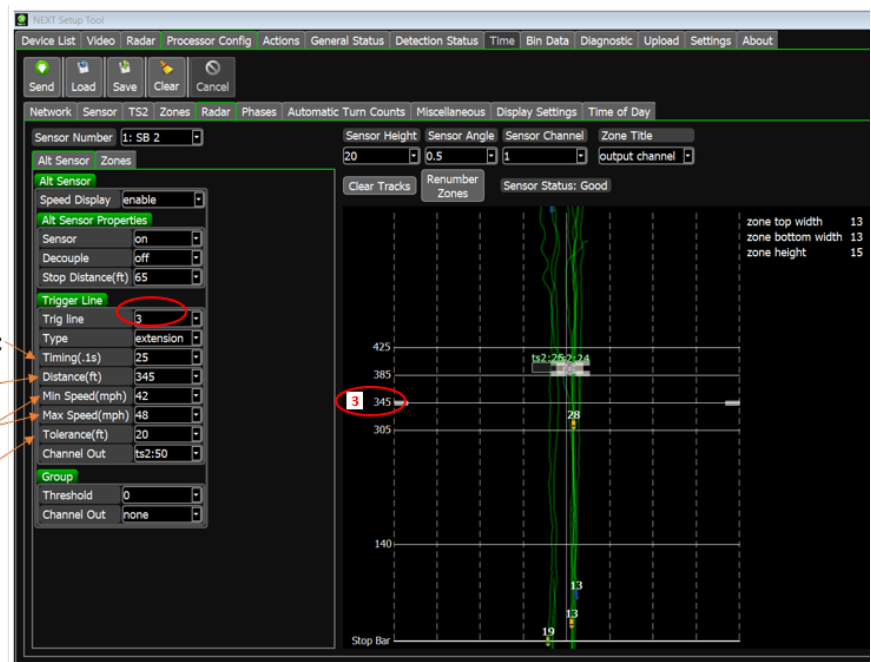 NEXT Setup Tool
Device List Video Radar Processor Config Actions General Status Detection Status Time Bin Data Diagnostic Upload Settings About
Send Load Save Clear Cancel
Network Sensor TS2 Zones Radar Phases Automatic Turn Counts Miscellaneous Display Settings Time of Day
Sensor Number 1: SB 2
Alt Sensor Zones
Alt Sensor
Speed Display enable
Alt Sensor Properties
Sensor on
Decouple off
Stop Distance(ft) 65
Trigger Line
Trig line 3
Type extension
Timing(.1s) 25
Distance(ft) 345
Min Speed(mph) 42
Max Speed(mph) 48
Tolerance(ft) 20
Channel Out ts2:50
Group
Threshold 0
Channel Out none
Sensor Height Sensor Angle Sensor Channel Zone Title
20 0.5 1 output channel
Clear Tracks Renumber Zones Sensor Status: Good
zone top width 13
zone bottom width 13
zone height 15
425
385
3 345
28
305
140
13
13
19
Stop Bar